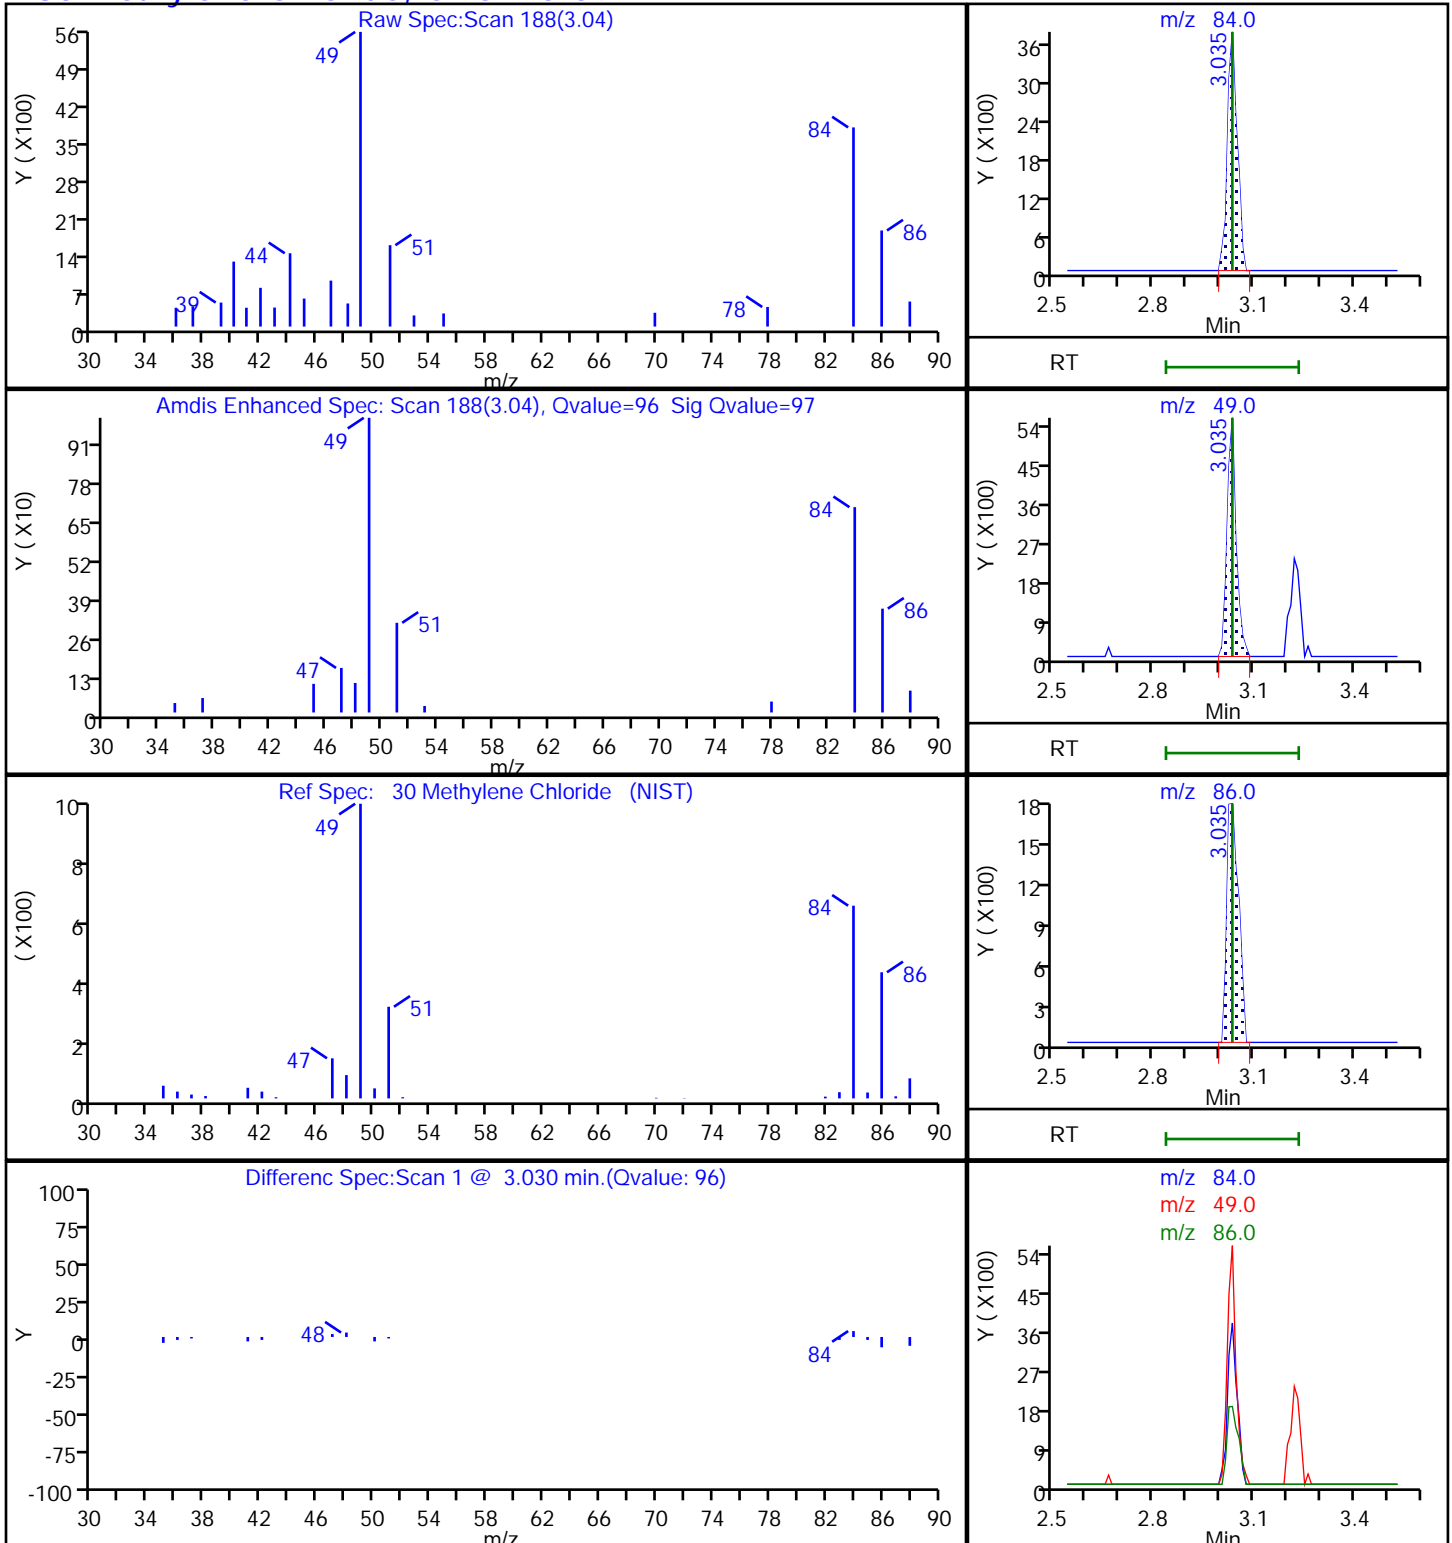 Raw Spec:Scan 188(3.04)
56
49
42
35
28
21
14
7
0
Y ( X100)
49
84
86
51
44
39
78
30 34 38 42 46 50 54 58 62 66 70 74 78 82 86 90
m/z
m/z 84.0
36
30
24
18
12
6
0
Y ( X100)
3.035
2.5 2.8 3.1 3.4
Min
RT
Amdis Enhanced Spec: Scan 188(3.04), Qvalue=96 Sig Qvalue=97
91
78
65
52
39
26
13
0
Y ( X10)
49
84
86
51
47
30 34 38 42 46 50 54 58 62 66 70 74 78 82 86 90
m/z
m/z 49.0
54
45
36
27
18
9
0
Y ( X100)
3.035
2.5 2.8 3.1 3.4
Min
RT
Ref Spec: 30 Methylene Chloride (NIST)
10
8
6
4
2
0
( X100)
49
84
86
51
47
30 34 38 42 46 50 54 58 62 66 70 74 78 82 86 90
m/z 86.0
18
15
12
9
6
3
0
Y ( X100)
3.035
2.5 2.8 3.1 3.4
Min
RT
Differenc Spec:Scan 1 @ 3.030 min.(Qvalue: 96)
100
75
50
25
0
-25
-50
-75
-100
Y
48
84
30 34 38 42 46 50 54 58 62 66 70 74 78 82 86 90
m/z
m/z 84.0
m/z 49.0
m/z 86.0
54
45
36
27
18
9
0
Y ( X100)
2.5 2.8 3.1 3.4
Min